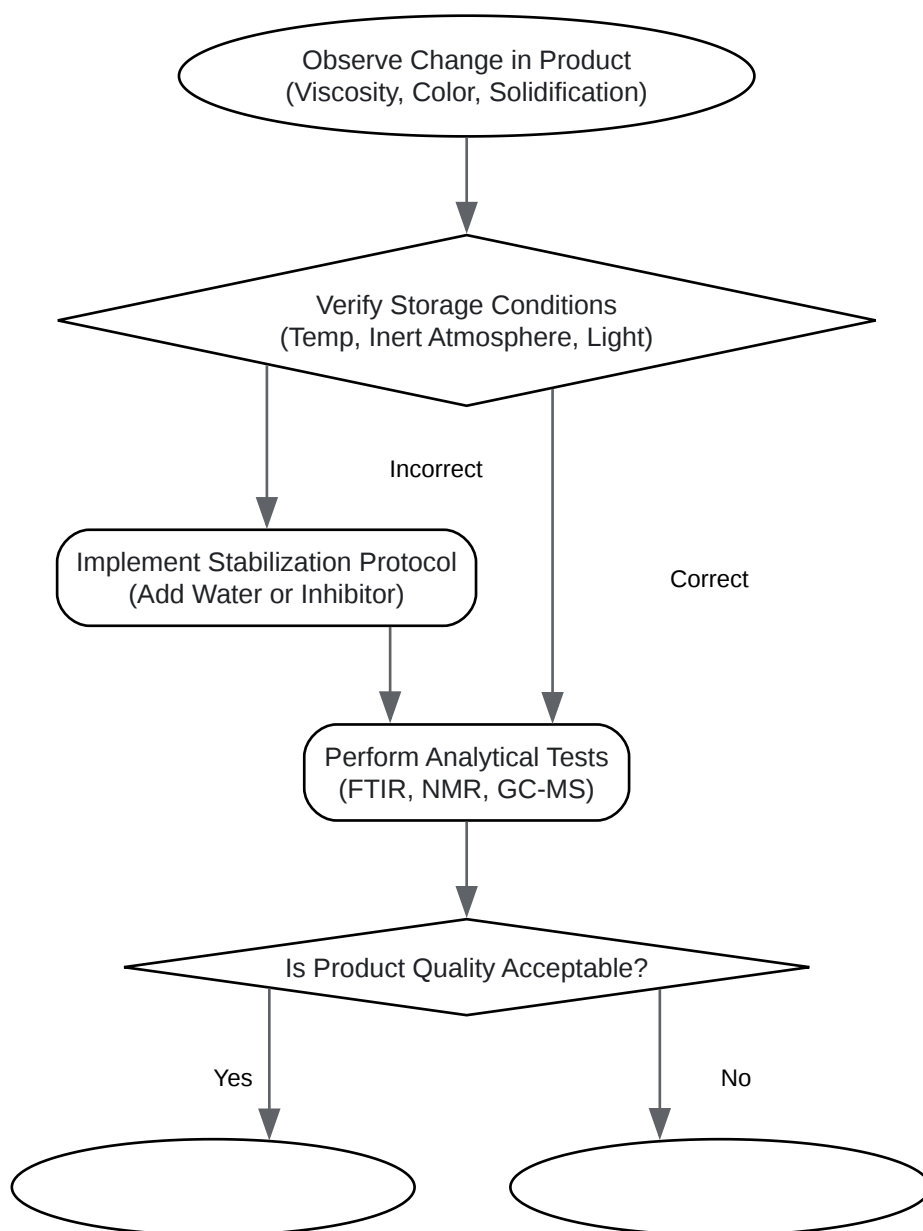 Observe Change in Product
(Viscosity, Color, Solidification)
Verify Storage Conditions
(Temp, Inert Atmosphere, Light)
Incorrect
Implement Stabilization Protocol
(Add Water or Inhibitor)
Correct
Perform Analytical Tests
(FTIR, NMR, GC-MS)
Is Product Quality Acceptable?
Yes
No